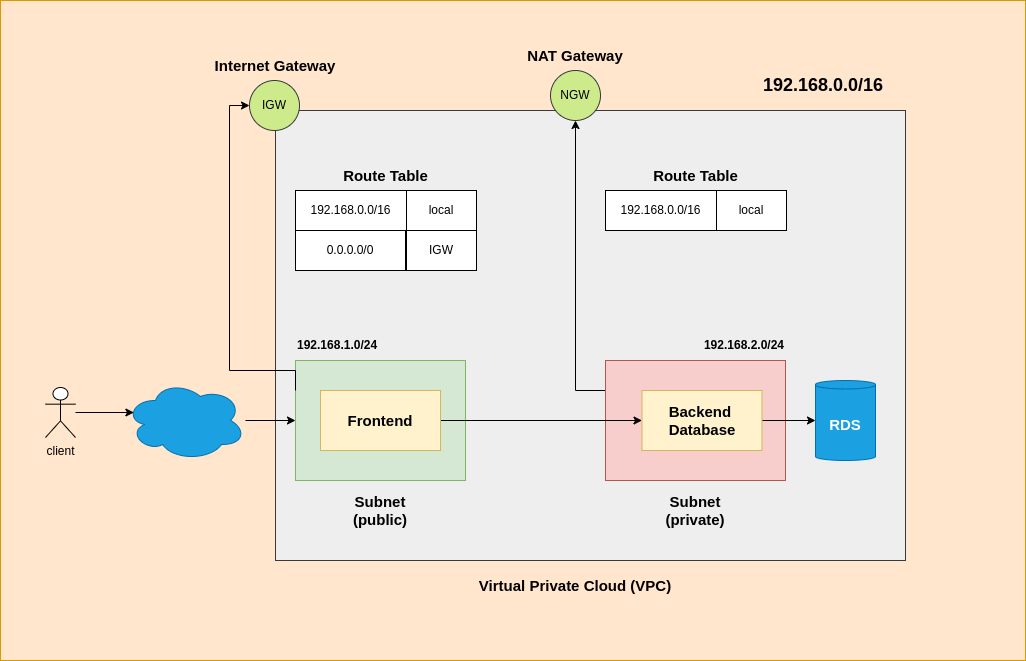 NAT Gateway
Internet Gateway
192.168.0.0/16
IGW
NGW
Route Table
192.168.0.0/16 local
0.0.0.0/0 IGW
Route Table
192.168.0.0/16 local
192.168.1.0/24
192.168.2.0/24
client
Frontend
Backend
Database
RDS
Subnet
(public)
Subnet
(private)
Virtual Private Cloud (VPC)